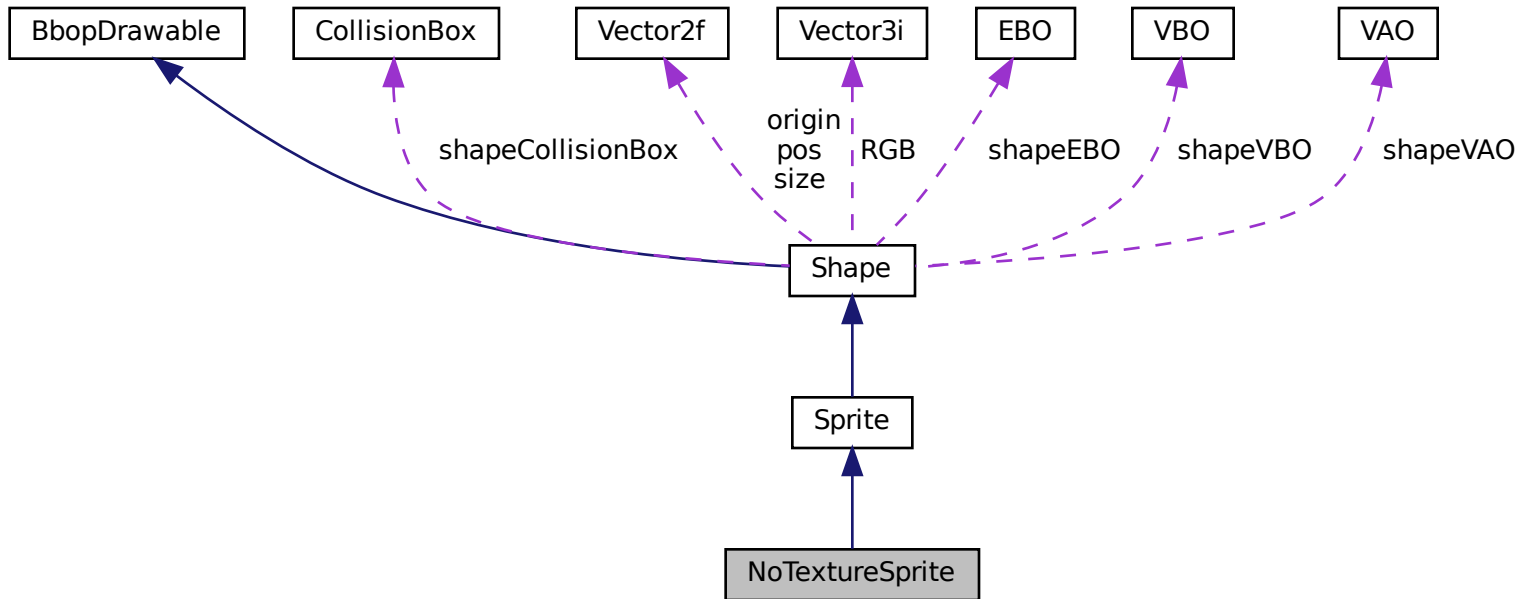 BbopDrawable
CollisionBox
Vector2f
Vector3i
EBO
VBO
VAO
shapeCollisionBox
origin
pos
size
RGB
shapeEBO
shapeVBO
shapeVAO
Shape
Sprite
NoTextureSprite